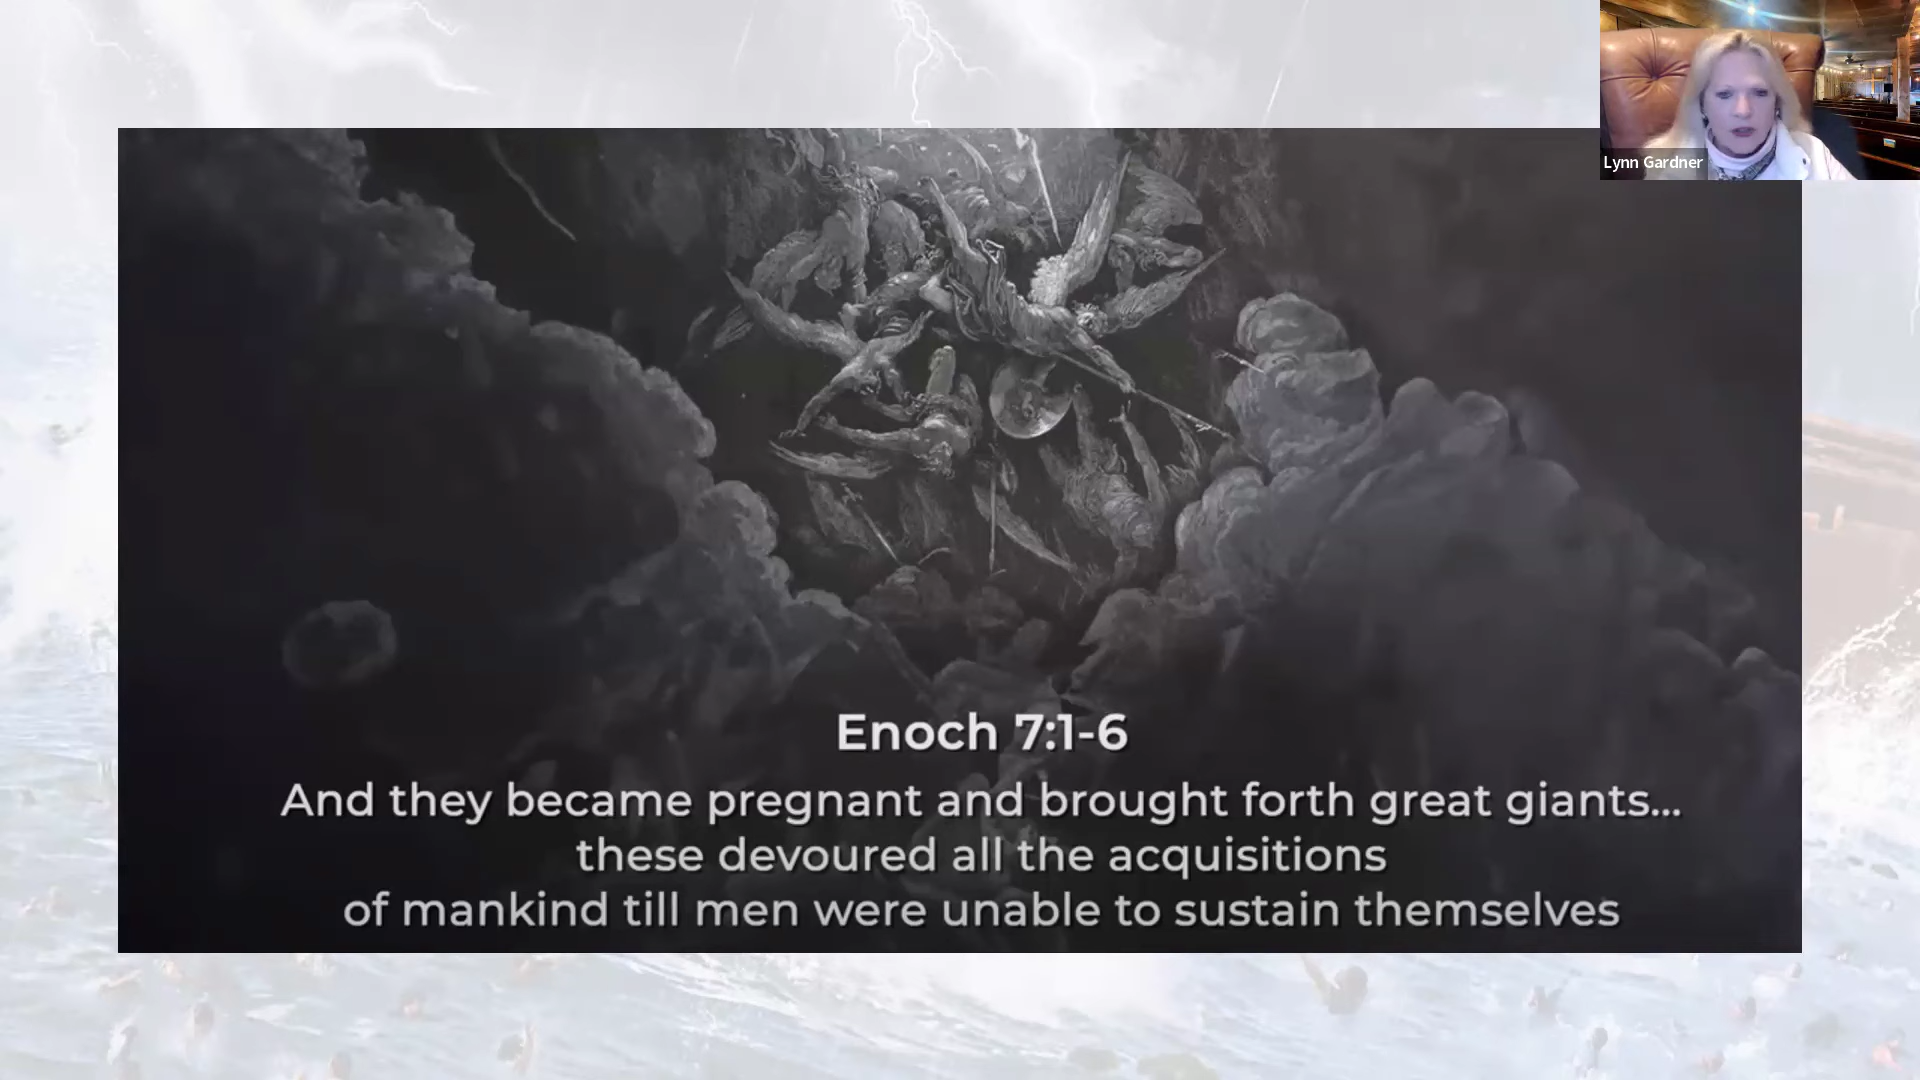 Lynn Gardner
Enoch 7:1-6
And they became pregnant and brought forth great giants...
these devoured all the acquisitions
of mankind till men were unable to sustain themselves